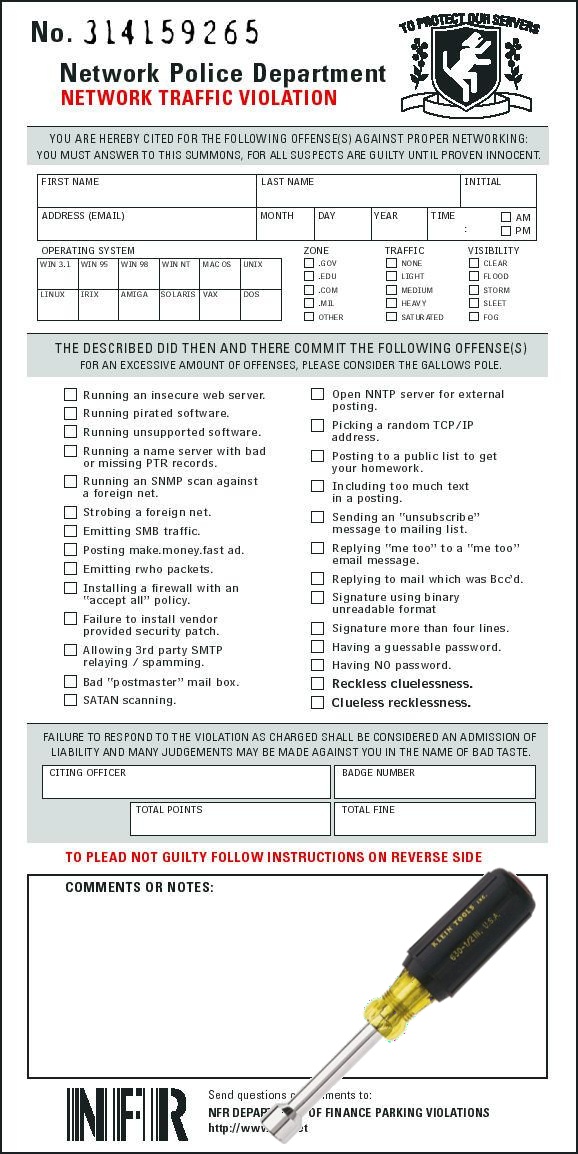 No. 314159265
TO PROTECT OUR SERVERS
Network Police Department
NETWORK TRAFFIC VIOLATION
YOU ARE HEREBY CITED FOR THE FOLLOWING OFFENSE(S) AGAINST PROPER NETWORKING:
YOU MUST ANSWER TO THIS SUMMONS, FOR ALL SUSPECTS ARE GUILTY UNTIL PROVEN INNOCENT.
FIRST NAME LAST NAME INITIAL
ADDRESS (EMAIL) MONTH DAY YEAR TIME : AM
PM
OPERATING SYSTEM
WIN 3.1 WIN 95 WIN 98 WIN NT MAC OS UNIX
LINUX IRIX AMIGA SOLARIS VAX DOS
ZONE
.GOV
.EDU
.COM
.MIL
OTHER
TRAFFIC
NONE
LIGHT
MEDIUM
HEAVY
SATURATED
VISIBILITY
CLEAR
FLOOD
STORM
SLEET
FOG
THE DESCRIBED DID THEN AND THERE COMMIT THE FOLLOWING OFFENSE(S)
FOR AN EXCESSIVE AMOUNT OF OFFENSES, PLEASE CONSIDER THE GALLOWS POLE.
Running an insecure web server.
Running pirated software.
Running unsupported software.
Running a name server with bad
or missing PTR records.
Running an SNMP scan against
a foreign net.
Strobing a foreign net.
Emitting SMB traffic.
Posting make.money.fast ad.
Emitting rwho packets.
Installing a firewall with an
"accept all" policy.
Failure to install vendor
provided security patch.
Allowing 3rd party SMTP
relaying / spamming.
Bad "postmaster" mail box.
SATAN scanning.
Open NNTP server for external
posting.
Picking a random TCP/IP
address.
Posting to a public list to get
your homework.
Including too much text
in a posting.
Sending an "unsubscribe"
message to mailing list.
Replying "me too" to a "me too"
email message.
Replying to mail which was Bcc'd.
Signature using binary
unreadable format
Signature more than four lines.
Having a guessable password.
Having NO password.
Reckless cluelessness.
Clueless recklessness.
FAILURE TO RESPOND TO THE VIOLATION AS CHARGED SHALL BE CONSIDERED AN ADMISSION OF
LIABILITY AND MANY JUDGEMENTS MAY BE MADE AGAINST YOU IN THE NAME OF BAD TASTE.
CITING OFFICER BADGE NUMBER
TOTAL POINTS TOTAL FINE
TO PLEAD NOT GUILTY FOLLOW INSTRUCTIONS ON REVERSE SIDE
COMMENTS OR NOTES:
KLEIN TOOLS INC.
630-1/2 IN. U.S.A.
NFR
Send questions to:
NFR OF FINANCE PARKING VIOLATIONS